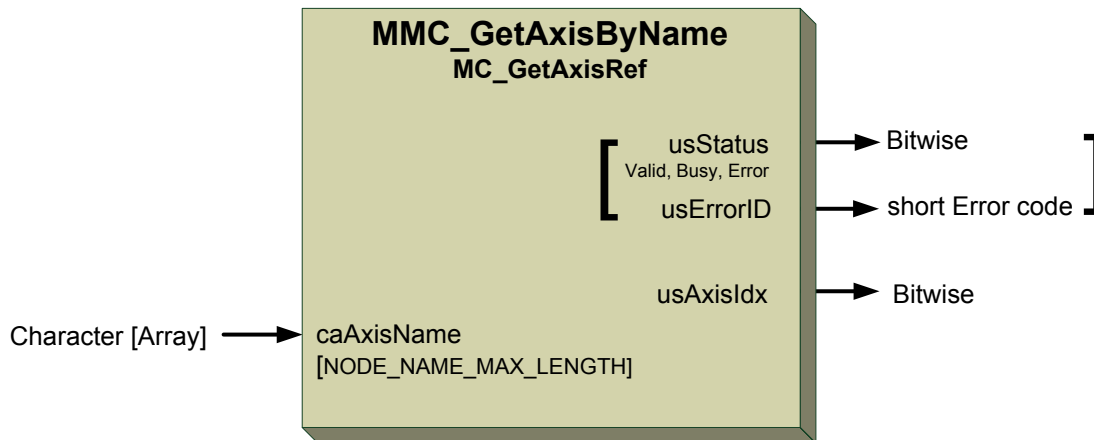 MMC_GetAxisByName
MC_GetAxisRef
usStatus
Bitwise
Valid, Busy, Error
usErrorID
short Error code
usAxisIdx
Bitwise
Character [Array]
caAxisName
[NODE_NAME_MAX_LENGTH]